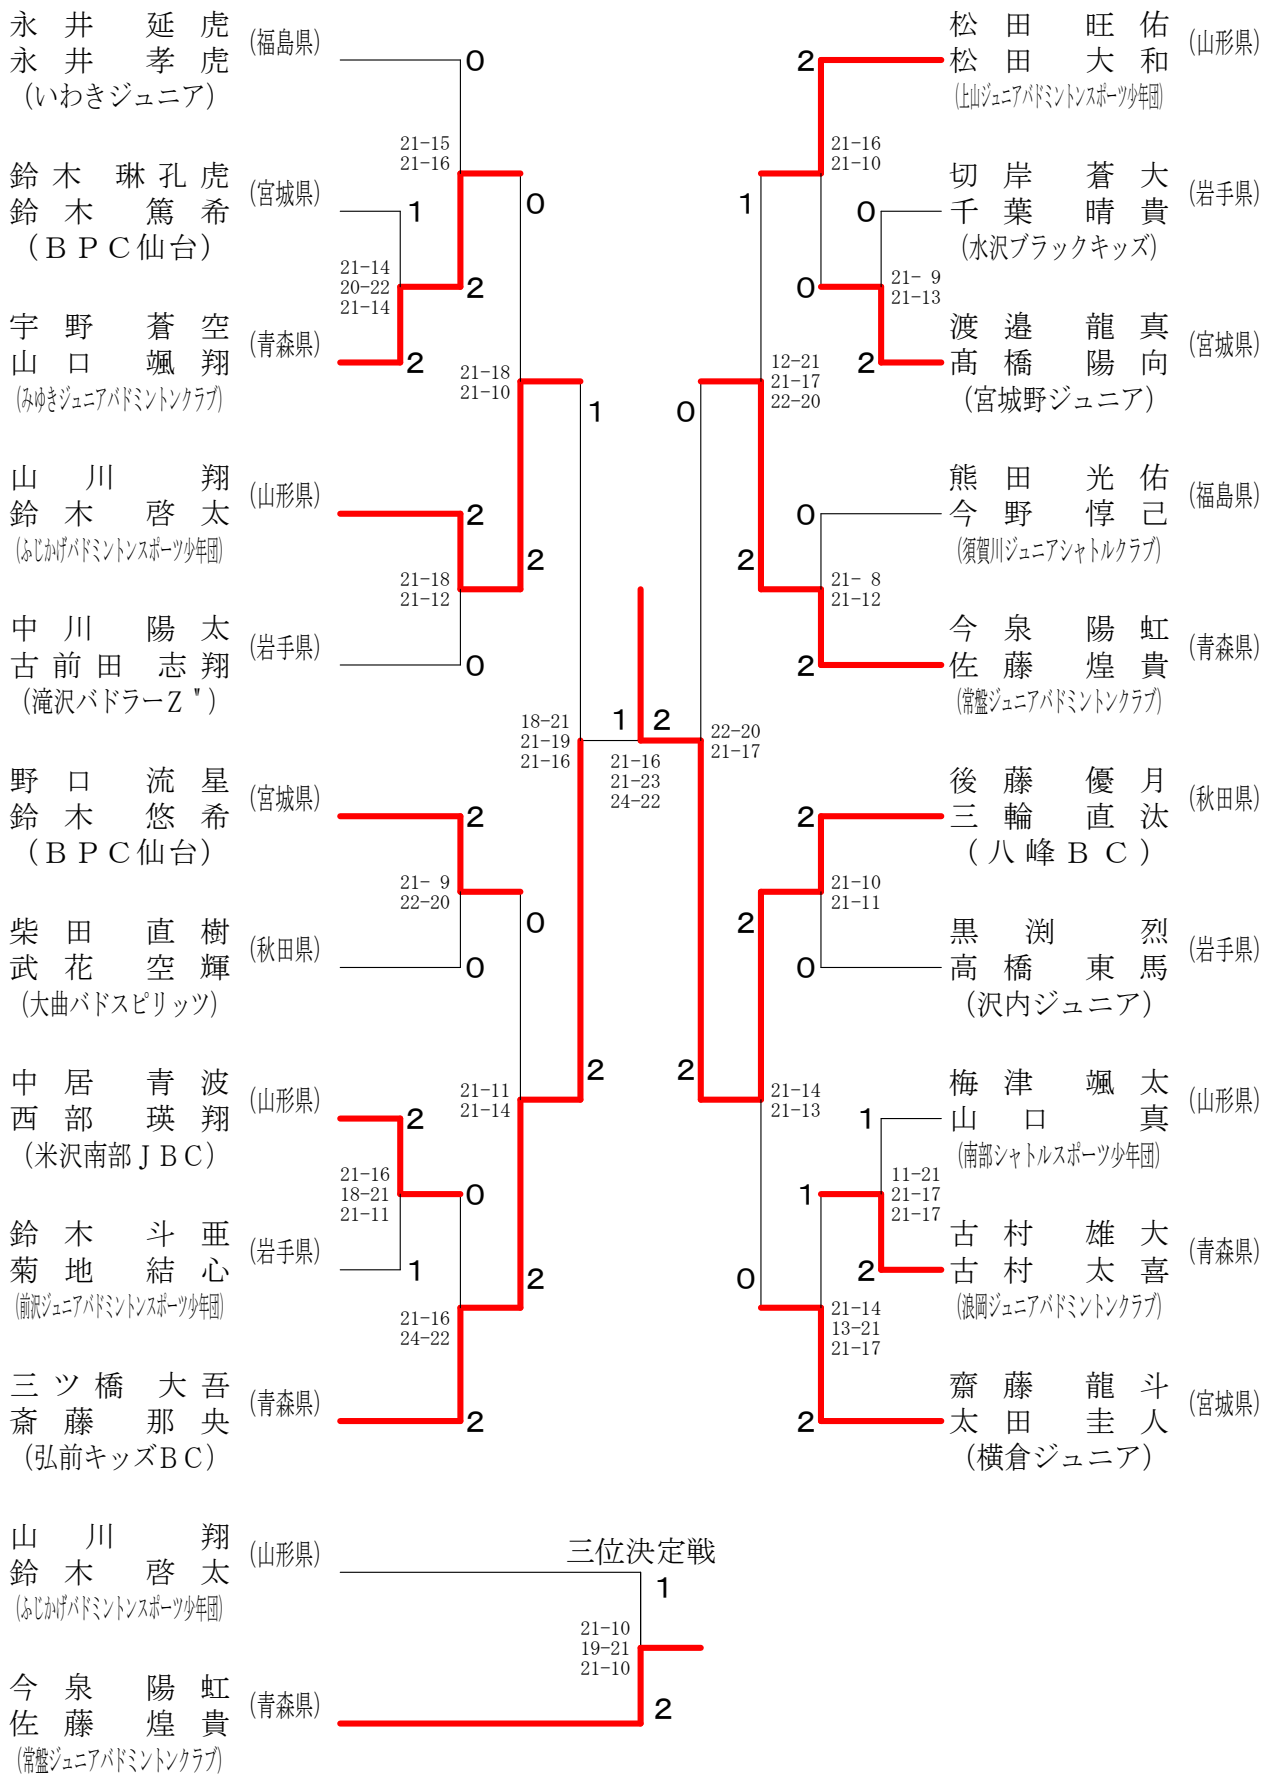 永井 延虎
永井 孝虎
(福島県)
(いわきジュニア)
0
21-15
21-16
鈴木 琳孔虎
鈴木 篤希
(宮城県)
(ＢＰＣ仙台)
1
0
21-14
20-22
21-14
2
宇野 蒼空
山口 颯翔
(青森県)
(みゆきジュニアバドミントンクラブ)
2
21-18
21-10
1
山川 翔
鈴木 啓太
(山形県)
(ふじかげバドミントンスポーツ少年団)
2
2
21-18
21-12
中川 陽太
古前田 志翔
(岩手県)
(滝沢バドラーＺ")
0
18-21
21-19
21-16
野口 流星
鈴木 悠希
(宮城県)
(ＢＰＣ仙台)
2
21- 9
22-20
0
柴田 直樹
武花 空輝
(秋田県)
(大曲バドスピリッツ)
0
中居 青波
西部 瑛翔
(山形県)
(米沢南部ＪＢＣ)
2
21-11
21-14
2
21-16
18-21
21-11
0
鈴木 斗亜
菊地 結心
(岩手県)
(前沢ジュニアバドミントンスポーツ少年団)
1
2
21-16
24-22
三ツ橋 大吾
斎藤 那央
(青森県)
(弘前キッズＢＣ)
2
1 2
21-16
21-23
24-22
松田 旺佑
松田 大和
(山形県)
(上山ジュニアバドミントンスポーツ少年団)
2
21-16
21-10
1
切岸 蒼大
千葉 晴貴
(岩手県)
(水沢ブラックキッズ)
0
0
21- 9
21-13
渡邉 龍真
髙橋 陽向
(宮城県)
(宮城野ジュニア)
2
12-21
21-17
22-20
0
熊田 光佑
今野 惇己
(福島県)
(須賀川ジュニアシャトルクラブ)
0
2
21- 8
21-12
今泉 陽虹
佐藤 煌貴
(青森県)
(常盤ジュニアバドミントンクラブ)
2
22-20
21-17
後藤 優月
三輪 直汰
(秋田県)
(八峰ＢＣ)
2
21-10
21-11
2
黒渕 烈
高橋 東馬
(岩手県)
(沢内ジュニア)
0
2
21-14
21-13
梅津 颯太
山口 真
(山形県)
(南部シャトルスポーツ少年団)
1
1
11-21
21-17
21-17
古村 雄大
古村 太喜
(青森県)
(浪岡ジュニアバドミントンクラブ)
2
0
21-14
13-21
21-17
齋藤 龍斗
太田 圭人
(宮城県)
(横倉ジュニア)
2
三位決定戦
山川 翔
鈴木 啓太
(山形県)
(ふじかげバドミントンスポーツ少年団)
1
21-10
19-21
21-10
今泉 陽虹
佐藤 煌貴
(青森県)
(常盤ジュニアバドミントンクラブ)
2